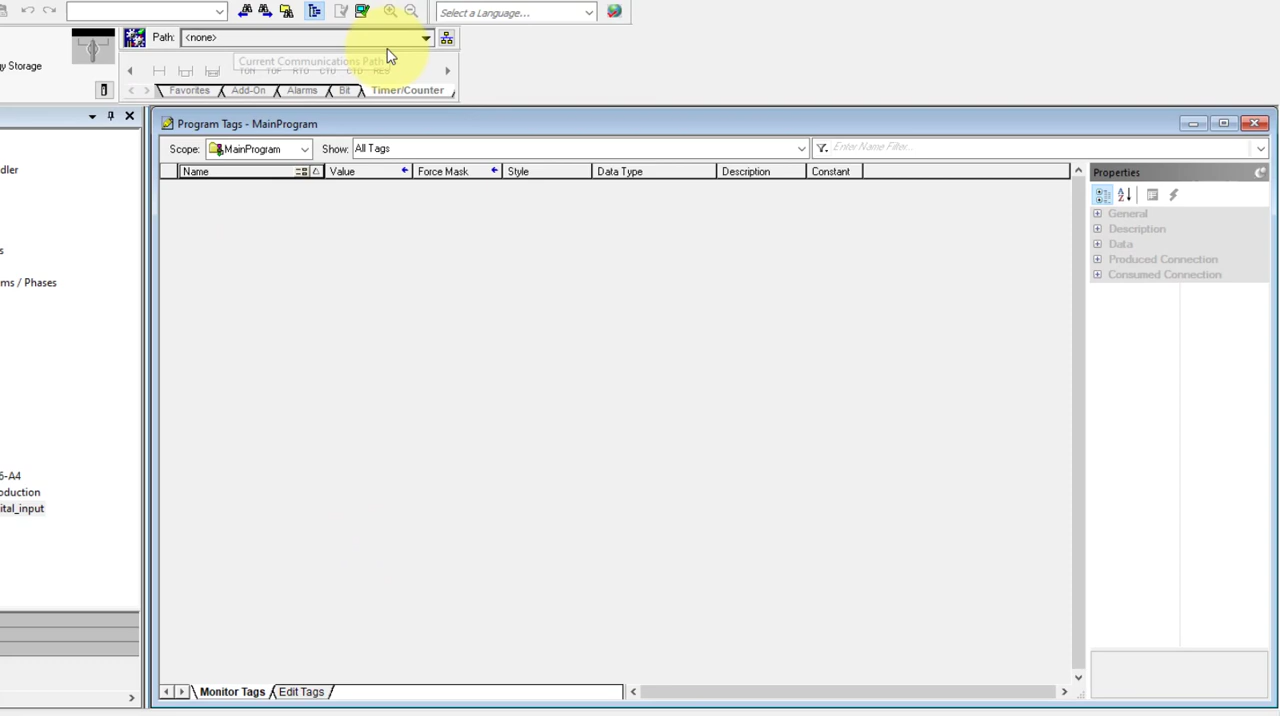 Select a Language...
Path: <none>
gy Storage
Current Communications Path
TON TOF RTO CTU CTD RES
Favorites Add-On Alarms Bit Timer/Counter
Program Tags - MainProgram
Scope: MainProgram Show: All Tags Enter Name Filter...
Name Value Force Mask Style Data Type Description Constant
Properties
General
Description
Data
Produced Connection
Consumed Connection
dler
s
ms / Phases
6-A4
oduction
ital_input
Monitor Tags Edit Tags